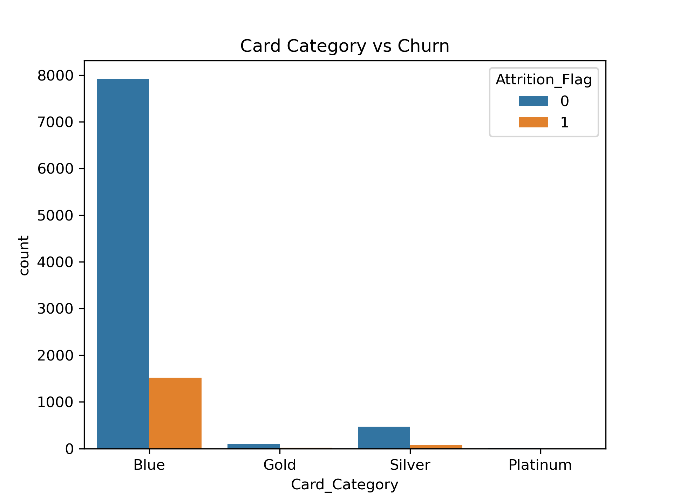 Card Category vs Churn
Attrition_Flag
0
1
8000
7000
6000
5000
4000
3000
2000
1000
0
count
Blue Gold Silver Platinum
Card_Category